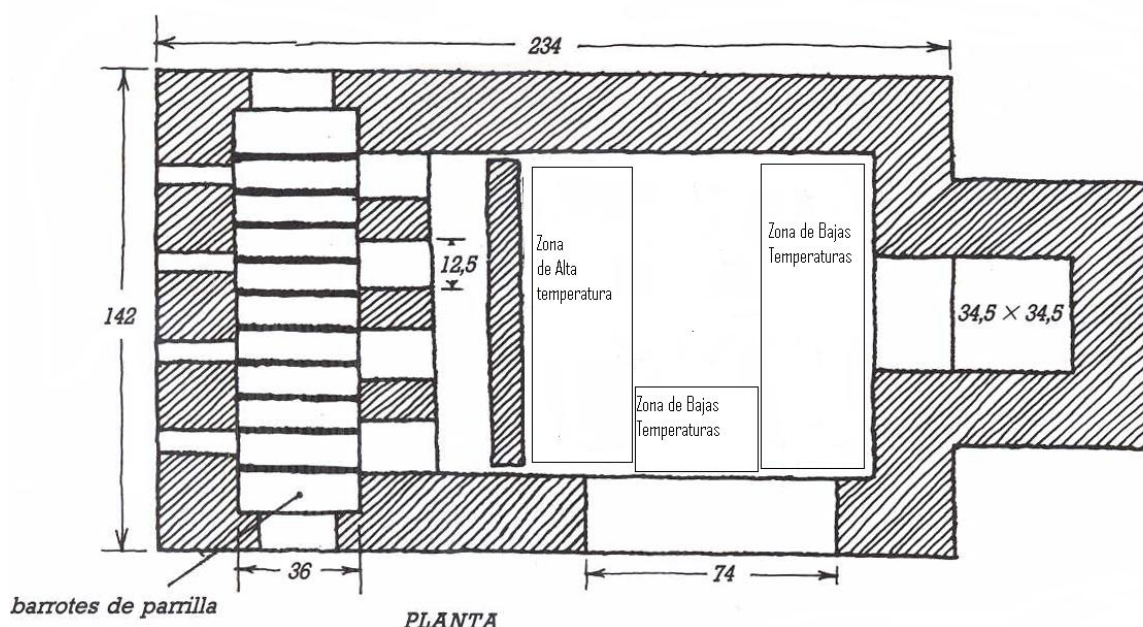 234
142
12,5
Zona
de Alta
temperatura
Zona de Bajas
Temperaturas
Zona de Bajas
Temperaturas
34,5 × 34,5
36
74
barrotes de parrilla
PLANTA